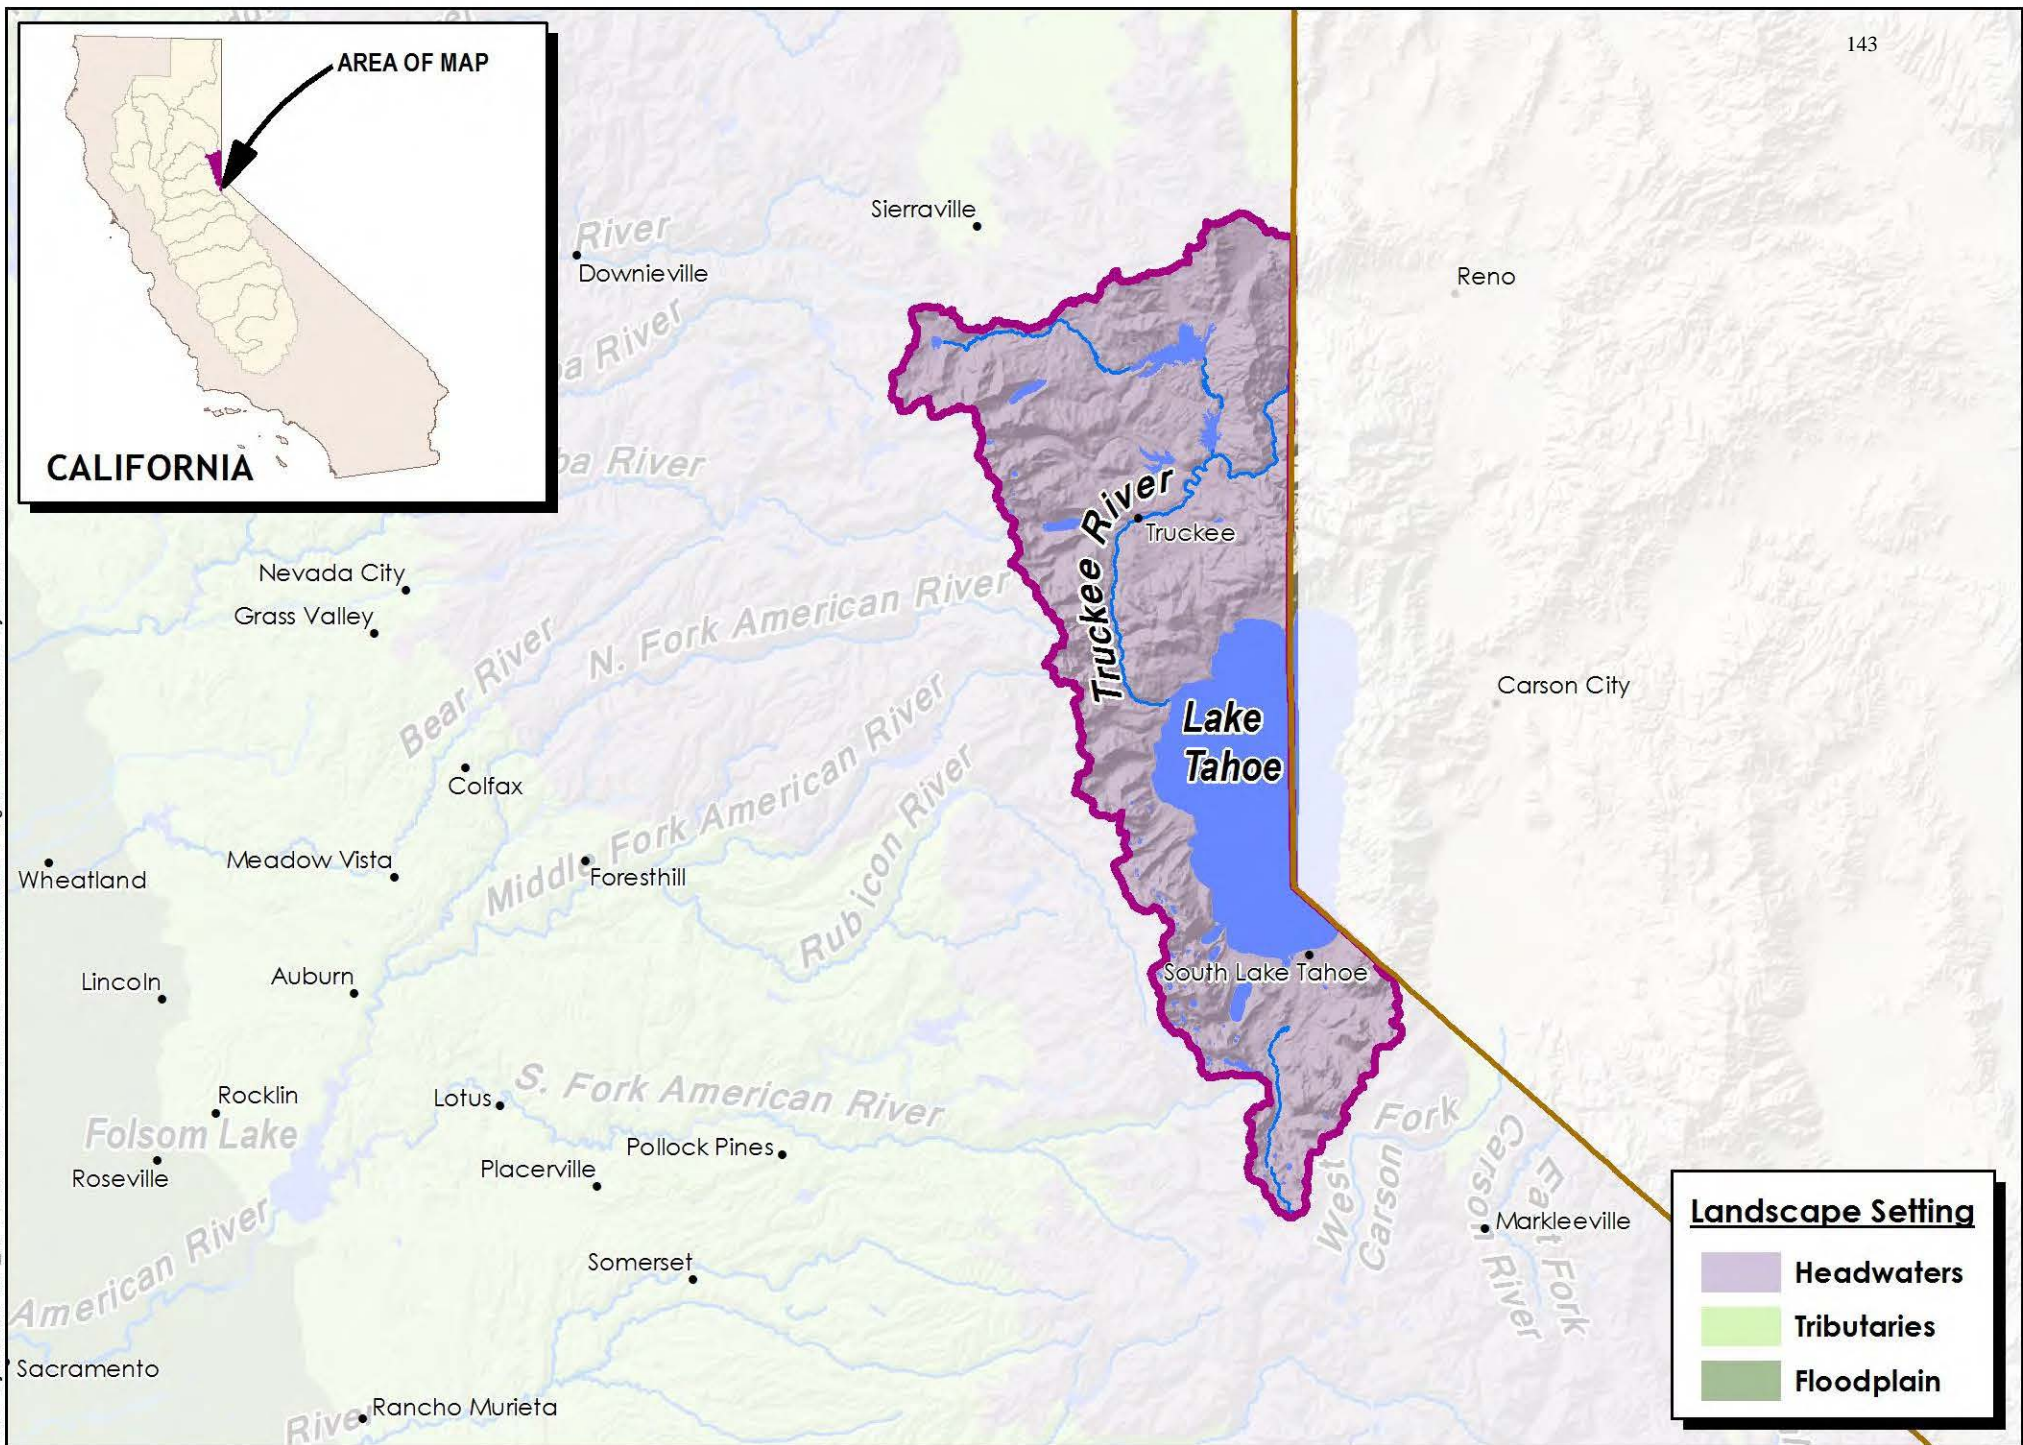 143
AREA OF MAP
CALIFORNIA
Sierraville
River
Downieville
Reno
River
River
Truckee River
Truckee
Nevada City
Grass Valley
N. Fork American River
Bear River
Lake
Tahoe
Carson City
Colfax
Middle Fork American River
Rubicon River
Meadow Vista
Foresthill
Wheatland
Lincoln
Auburn
South Lake Tahoe
Rocklin
Folsom Lake
Roseville
Lotus
S. Fork American River
Pollock Pines
Placerville
West Fork
Carson
East Fork
Carson River
Markleeville
Somerset
American River
Sacramento
River
Rancho Murieta
Landscape Setting
Headwaters
Tributaries
Floodplain